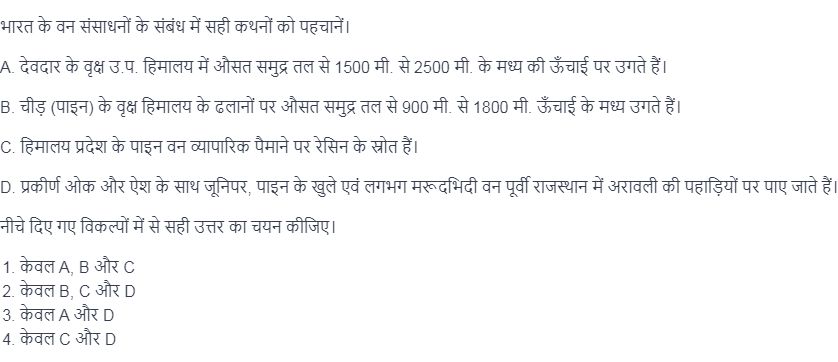 भारत के वन संसाधनों के संबंध में सही कथनों को पहचानें।
A. देवदार के वृक्ष उ.प. हिमालय में औसत समुद्र तल से 1500 मी. से 2500 मी. के मध्य की ऊँचाई पर उगते हैं।
B. चीड़ (पाइन) के वृक्ष हिमालय के ढलानों पर औसत समुद्र तल से 900 मी. से 1800 मी. ऊँचाई के मध्य उगते हैं।
C. हिमालय प्रदेश के पाइन वन व्यापारिक पैमाने पर रेसिन के स्रोत हैं।
D. प्रकीर्ण ओक और ऐश के साथ जूनिपर, पाइन के खुले एवं लगभग मरूदभिदी वन पूर्वी राजस्थान में अरावली की पहाड़ियों पर पाए जाते हैं।
नीचे दिए गए विकल्पों में से सही उत्तर का चयन कीजिए।
1. केवल A, B और C
2. केवल B, C और D
3. केवल A और D
4. केवल C और D